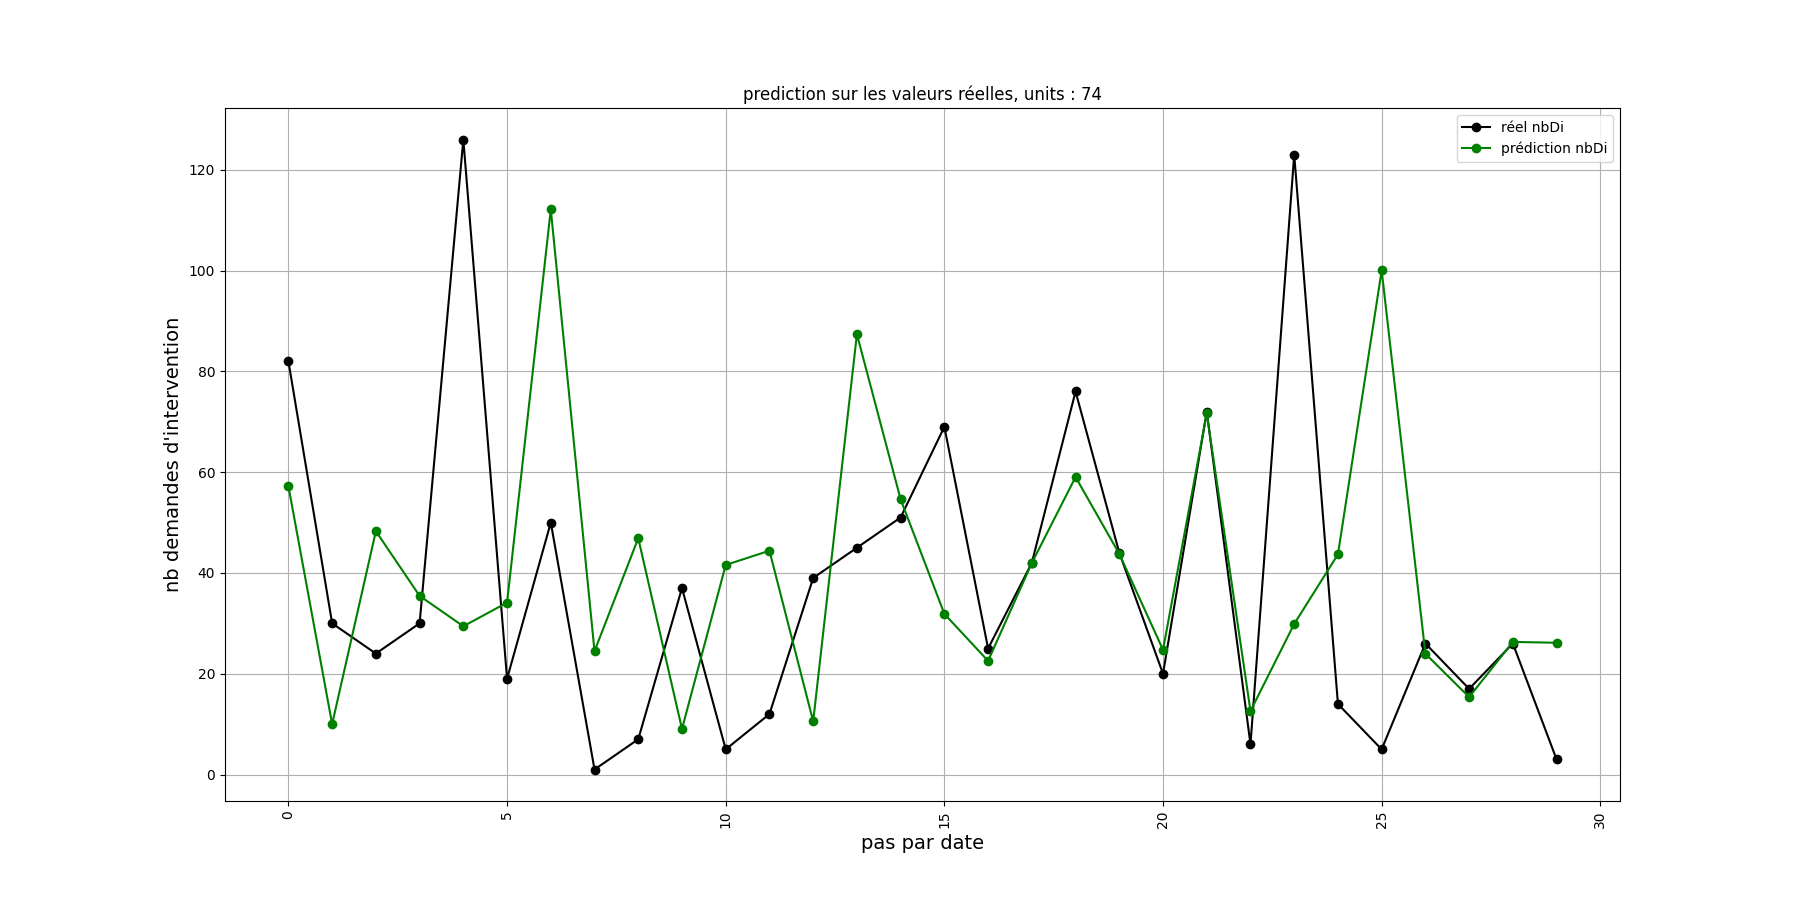 prediction sur les valeurs réelles, units : 74
réel nbDi
prédiction nbDi
nb demandes d'intervention
120
100
80
60
40
20
0
0 5 10 15 20 25 30
pas par date